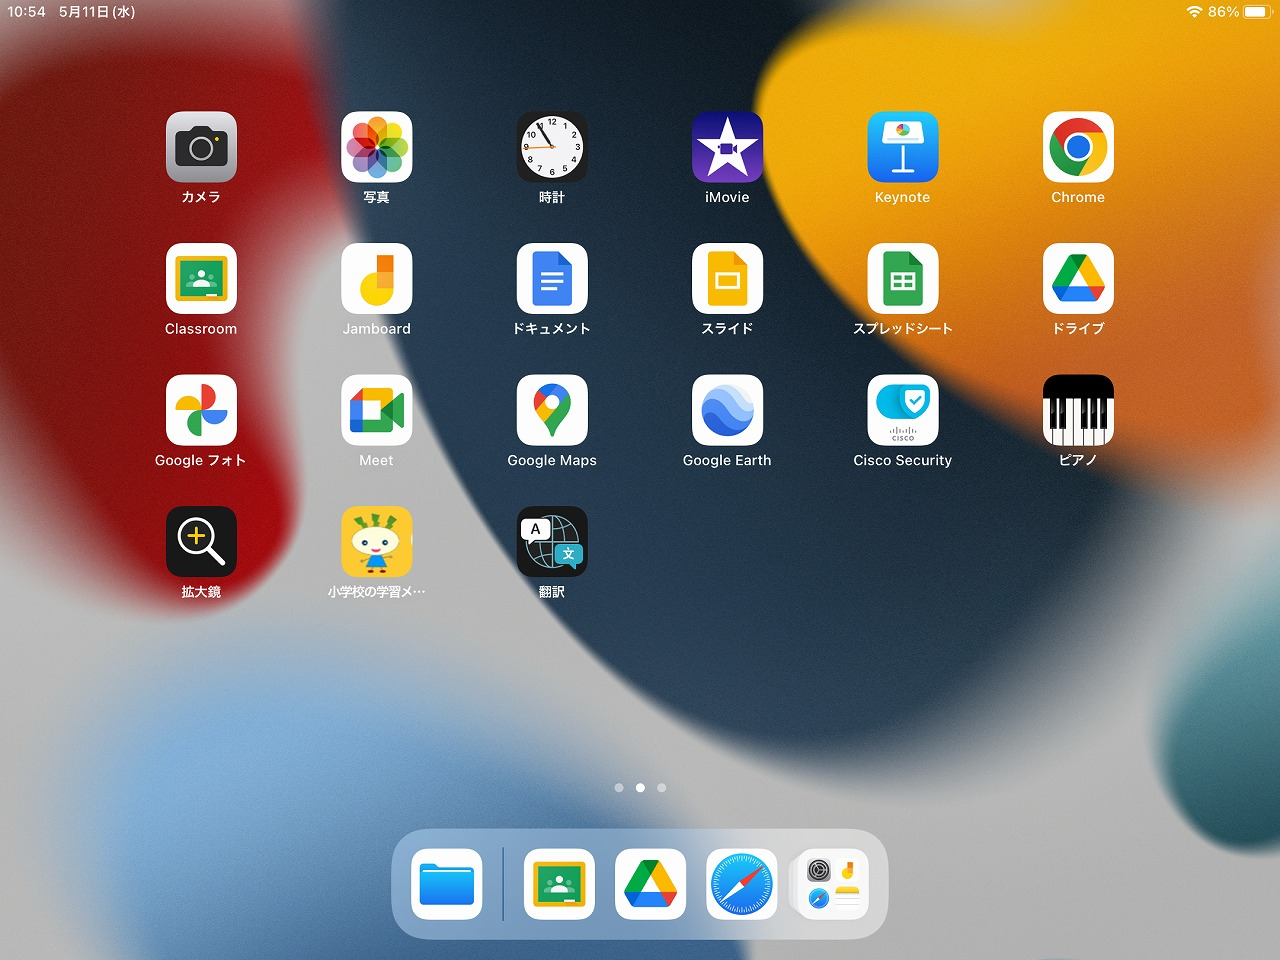 10:54 5月11日(水)
86%
カメラ
写真
時計
iMovie
Keynote
Chrome
Classroom
Jamboard
ドキュメント
スライド
スプレッドシート
ドライブ
Google フォト
Meet
Google Maps
Google Earth
CISCO
Cisco Security
ピアノ
A
文
拡大鏡
小学校の学習メ…
翻訳